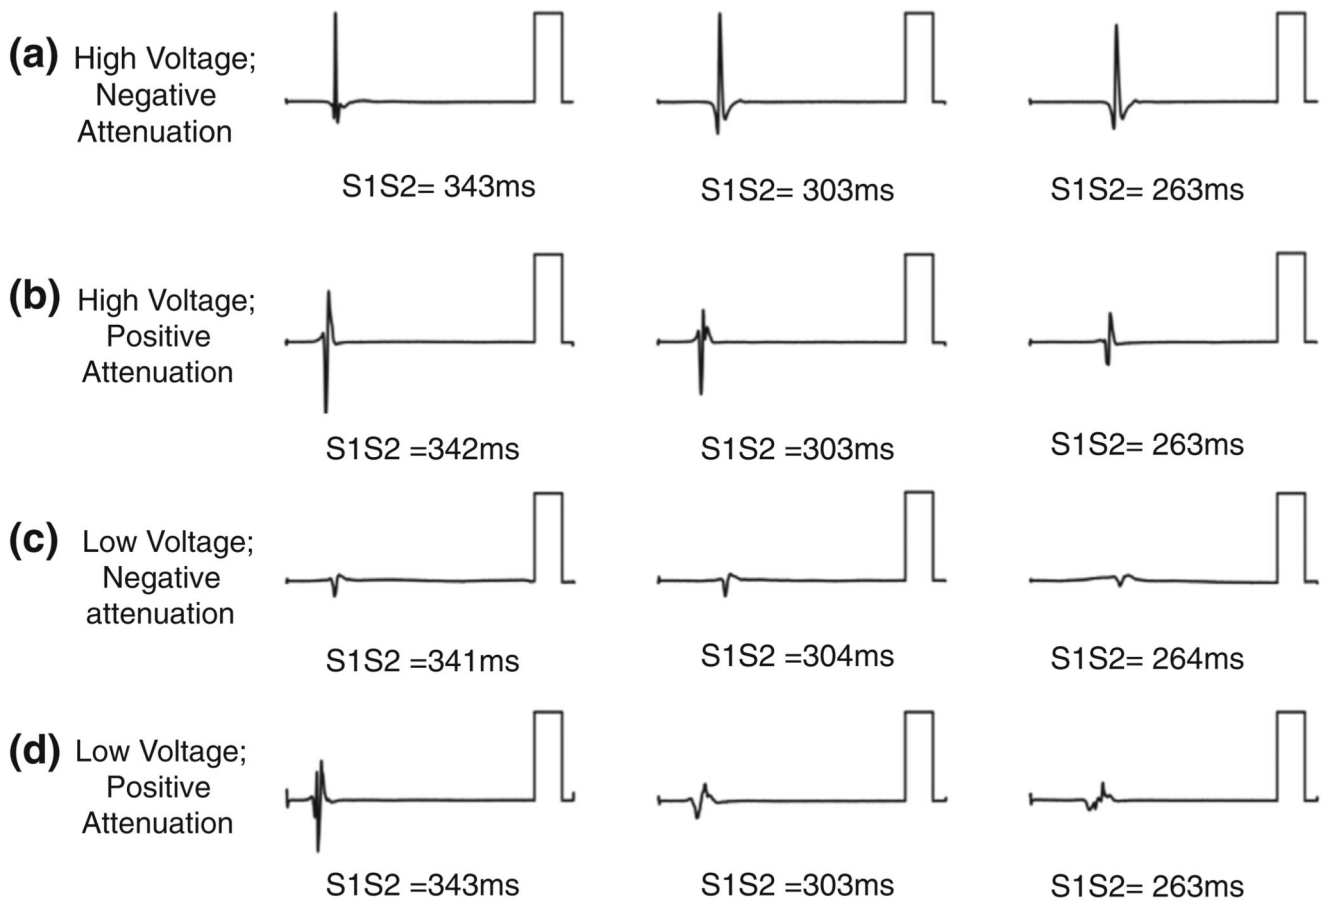 (a) High Voltage;
Negative
Attenuation
S1S2= 343ms
S1S2= 303ms
S1S2= 263ms
(b) High Voltage;
Positive
Attenuation
S1S2 =342ms
S1S2 =303ms
S1S2= 263ms
(c) Low Voltage;
Negative
attenuation
S1S2 =341ms
S1S2 =304ms
S1S2= 264ms
(d) Low Voltage;
Positive
Attenuation
S1S2 =343ms
S1S2 =303ms
S1S2= 263ms